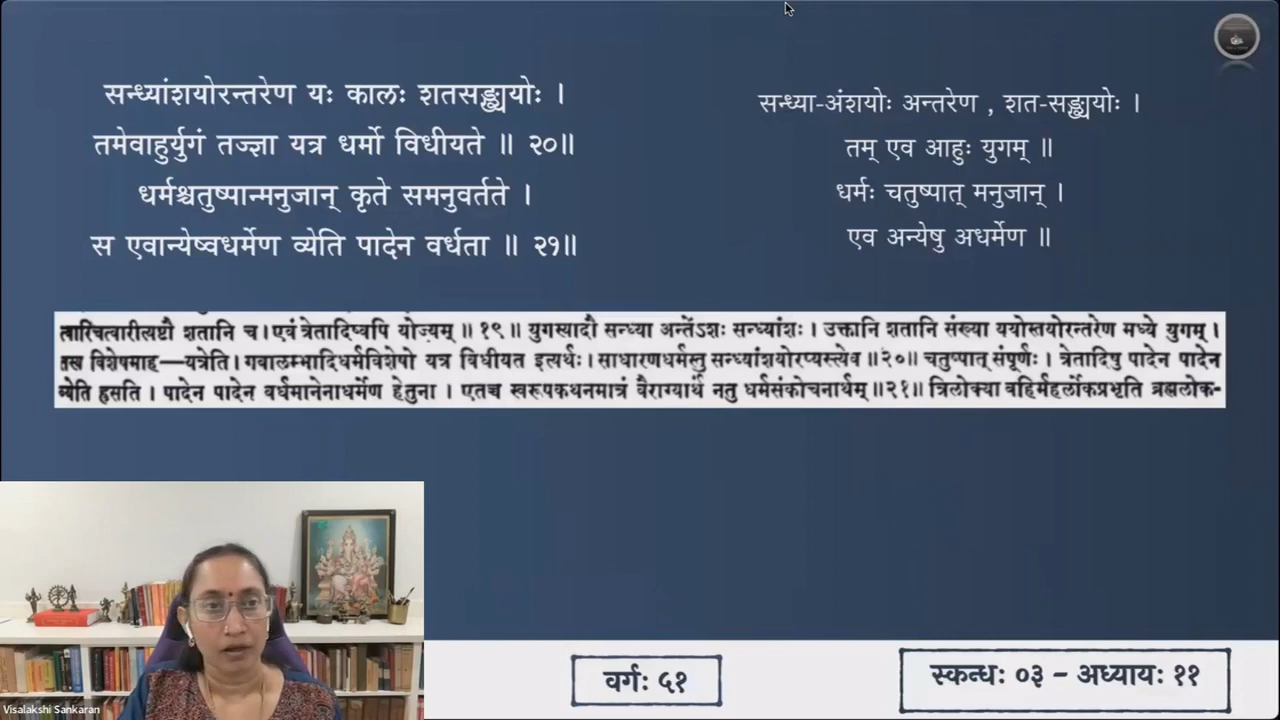 सन्ध्यांशयोरन्तरेण यः कालः शतसङ्ख्ययोः ।
तमेवाहुर्युगं तज्ज्ञा यत्र धर्मो विधीयते ॥ २०॥
धर्मश्चतुष्पान्मनुजान् कृते समनुवर्तते ।
स एवान्येष्वधर्मेण व्येति पादेन वर्धता ॥ २१॥
सन्ध्या-अंशयोः अन्तरेण , शत-सङ्ख्ययोः ।
तम् एव आहुः युगम् ॥
धर्मः चतुष्पात् मनुजान् ।
एव अन्येषु अधर्मेण ॥
त्वारिचत्वारीत्यष्टौ शतानि च । एवं त्रेतादिष्वपि योज्यम् ॥ १९ ॥ युगस्यादौ सन्ध्या अन्तेंऽशः सन्ध्यांशः । उक्तानि शतानि संख्या ययोस्तयोरन्तरेण मध्ये युगम् ।
तस्य विशेषमाह—यत्रेति । गवालम्भादिधर्मविशेषो यत्र विधीयत इत्यर्थः । साधारणधर्मस्तु सन्ध्यांशयोरप्यस्त्येव ॥ २० ॥ चतुष्पात् संपूर्णः । त्रेतादिषु पादेन पादेन
व्येति ह्रसति । पादेन पादेन वर्धमानेनाधर्मेण हेतुना । एतच्च स्वरूपकथनमात्रं वैराग्यार्थं नतु धर्मसंकोचनार्थम् ॥ २१ ॥ त्रिलोक्या बहिर्महर्लोकप्रभृति ब्रह्मलोक-
Visalakshi Sankaran
वर्गः ५१
स्कन्धः ०३ – अध्यायः ११